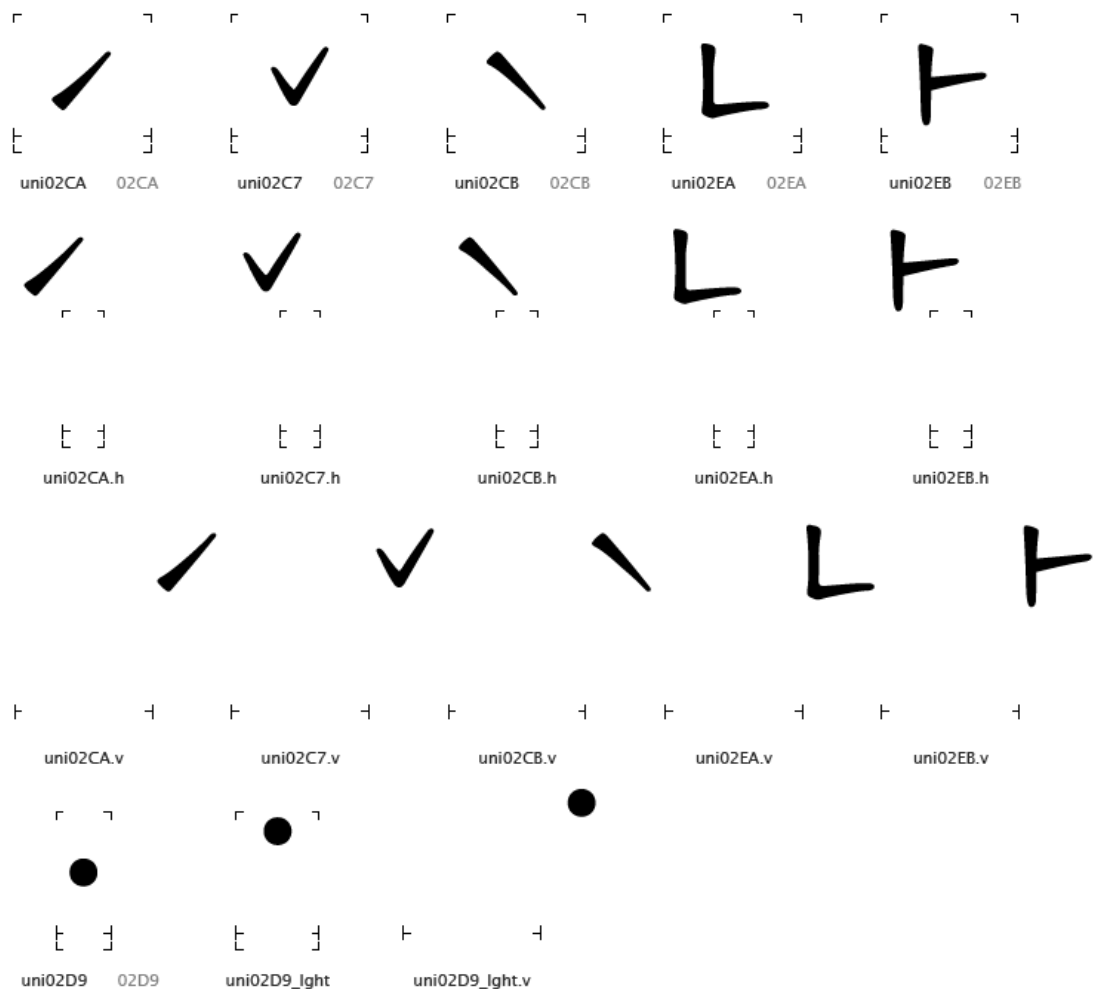 uni02CA 02CA uni02C7 02C7 uni02CB 02CB uni02EA 02EA uni02EB 02EB
uni02CA.h uni02C7.h uni02CB.h uni02EA.h uni02EB.h
uni02CA.v uni02C7.v uni02CB.v uni02EA.v uni02EB.v
uni02D9 02D9 uni02D9_lght uni02D9_lght.v